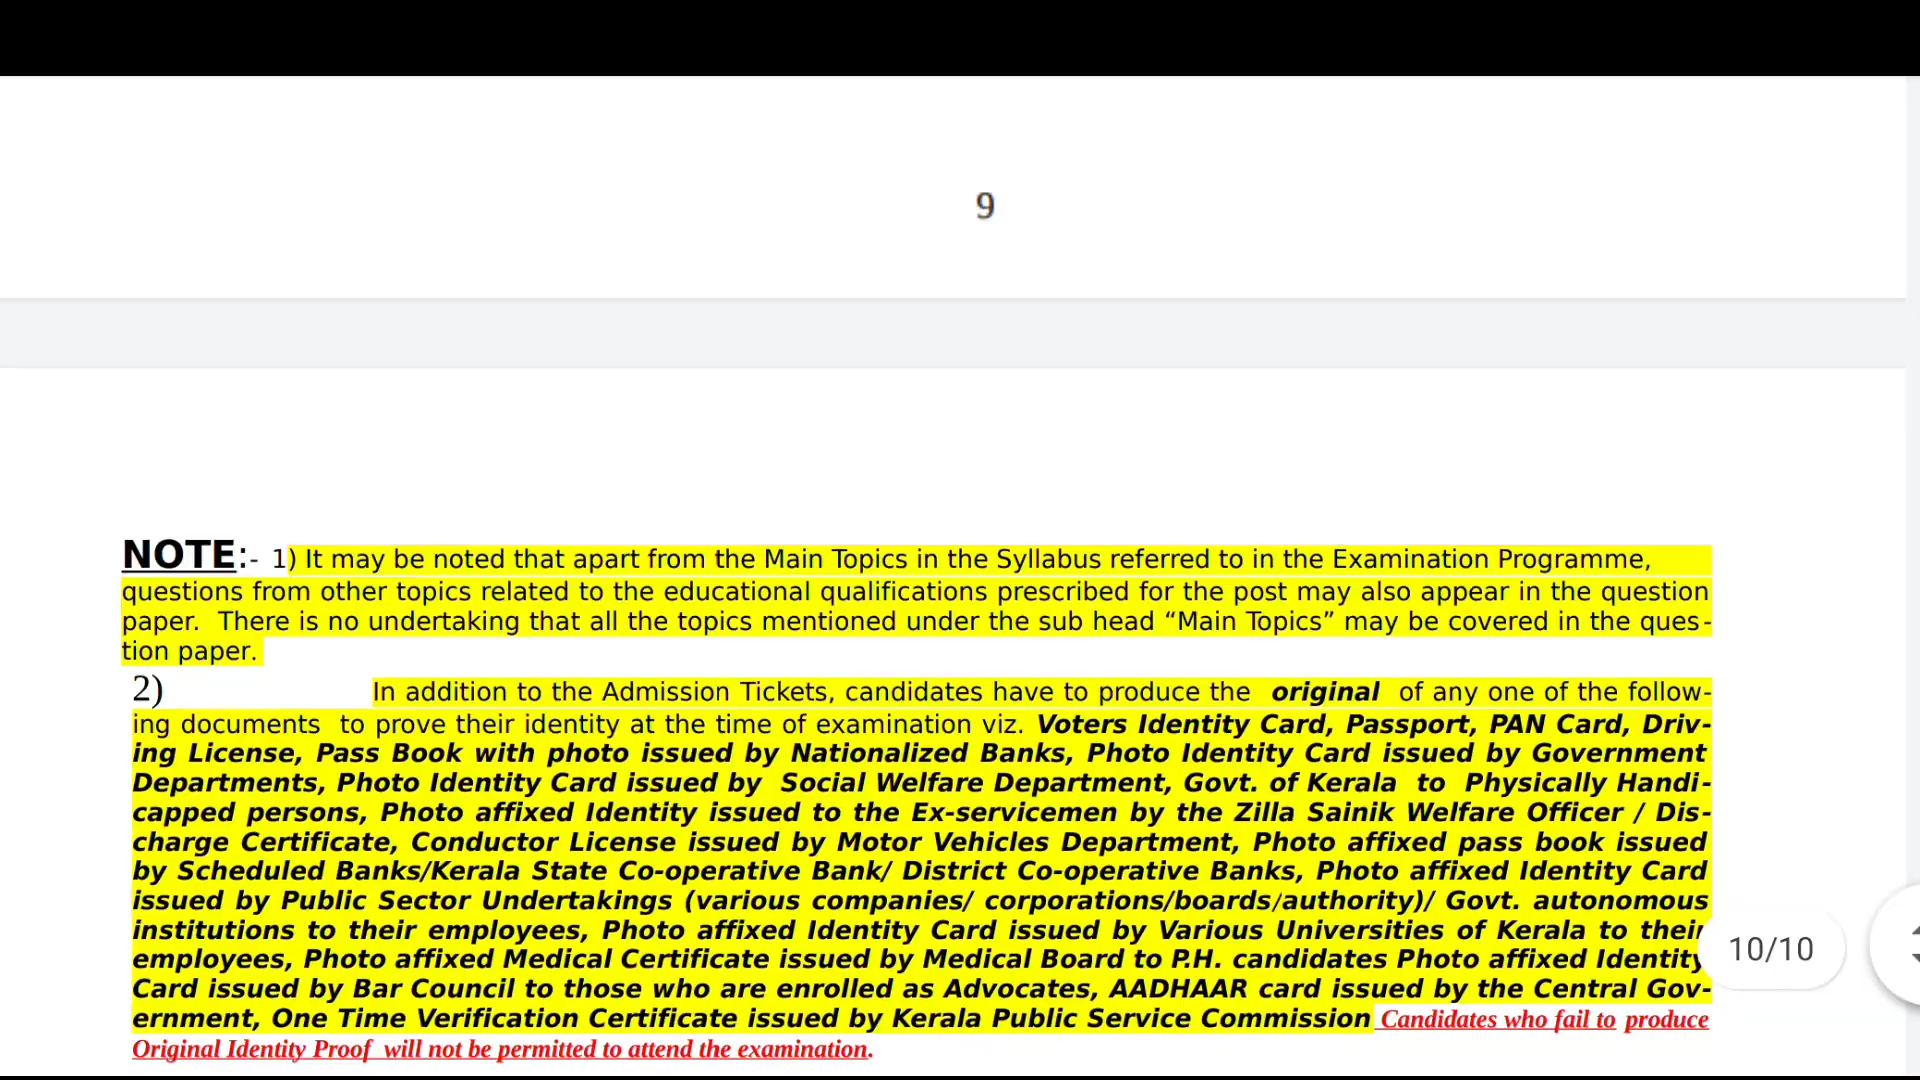 9
NOTE:- 1) It may be noted that apart from the Main Topics in the Syllabus referred to in the Examination Programme,
questions from other topics related to the educational qualifications prescribed for the post may also appear in the question
paper.  There is no undertaking that all the topics mentioned under the sub head “Main Topics” may be covered in the ques-
tion paper.
2) In addition to the Admission Tickets, candidates have to produce the original of any one of the follow-
ing documents to prove their identity at the time of examination viz. Voters Identity Card, Passport, PAN Card, Driv-
ing License, Pass Book with photo issued by Nationalized Banks, Photo Identity Card issued by Government
Departments, Photo Identity Card issued by Social Welfare Department, Govt. of Kerala to Physically Handi-
capped persons, Photo affixed Identity issued to the Ex-servicemen by the Zilla Sainik Welfare Officer / Dis-
charge Certificate, Conductor License issued by Motor Vehicles Department, Photo affixed pass book issued
by Scheduled Banks/Kerala State Co-operative Bank/ District Co-operative Banks, Photo affixed Identity Card
issued by Public Sector Undertakings (various companies/ corporations/boards/authority)/ Govt. autonomous
institutions to their employees, Photo affixed Identity Card issued by Various Universities of Kerala to their
employees, Photo affixed Medical Certificate issued by Medical Board to P.H. candidates Photo affixed Identity
Card issued by Bar Council to those who are enrolled as Advocates, AADHAAR card issued by the Central Gov-
ernment, One Time Verification Certificate issued by Kerala Public Service Commission Candidates who fail to produce
Original Identity Proof will not be permitted to attend the examination.
10/10